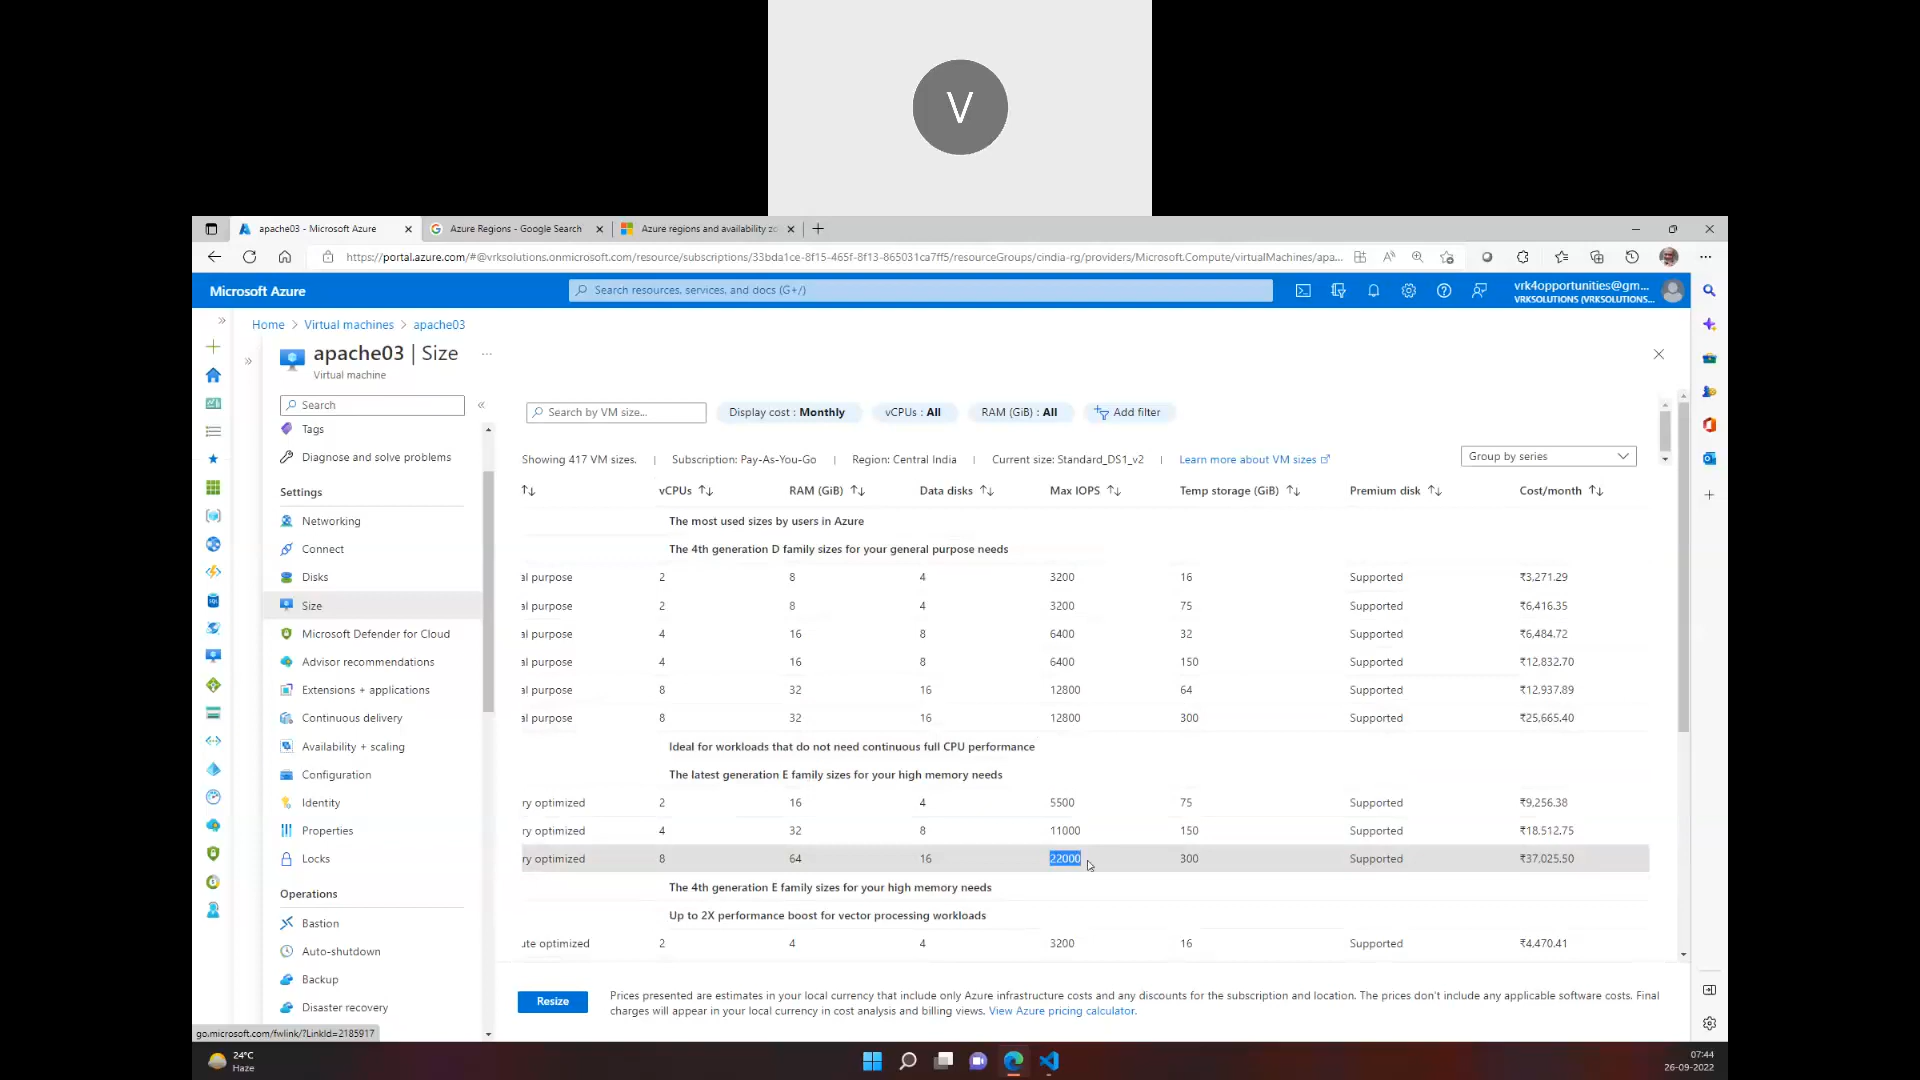 V
apache03 - Microsoft Azure
Azure Regions - Google Search
Azure regions and availability zo
https://portal.azure.com/#@vrksolutions.onmicrosoft.com/resource/subscriptions/33bda1ce-8f15-465f-8f13-865031ca7ff5/resourceGroups/cindia-rg/providers/Microsoft.Compute/virtualMachines/apa...
Microsoft Azure
Search resources, services, and docs (G+/)
vrk4opportunities@gm...
VRKSOLUTIONS (VRKSOLUTIONS....
Home > Virtual machines > apache03
apache03 | Size ...
Virtual machine
Search
Tags
Diagnose and solve problems
Settings
Networking
Connect
Disks
Size
Microsoft Defender for Cloud
Advisor recommendations
Extensions + applications
Continuous delivery
Availability + scaling
Configuration
Identity
Properties
Locks
Operations
Bastion
Auto-shutdown
Backup
Disaster recovery
Search by VM size...
Display cost : Monthly
vCPUs : All
RAM (GiB) : All
Add filter
Showing 417 VM sizes. | Subscription: Pay-As-You-Go | Region: Central India | Current size: Standard_DS1_v2 | Learn more about VM sizes
Group by series
vCPUs RAM (GiB) Data disks Max IOPS Temp storage (GiB) Premium disk Cost/month
The most used sizes by users in Azure
The 4th generation D family sizes for your general purpose needs
al purpose 2 8 4 3200 16 Supported ₹3,271.29
al purpose 2 8 4 3200 75 Supported ₹6,416.35
al purpose 4 16 8 6400 32 Supported ₹6,484.72
al purpose 4 16 8 6400 150 Supported ₹12,832.70
al purpose 8 32 16 12800 64 Supported ₹12,937.89
al purpose 8 32 16 12800 300 Supported ₹25,665.40
Ideal for workloads that do not need continuous full CPU performance
The latest generation E family sizes for your high memory needs
ry optimized 2 16 4 5500 75 Supported ₹9,256.38
ry optimized 4 32 8 11000 150 Supported ₹18,512.75
ry optimized 8 64 16 22000 300 Supported ₹37,025.50
The 4th generation E family sizes for your high memory needs
Up to 2X performance boost for vector processing workloads
ute optimized 2 4 4 3200 16 Supported ₹4,470.41
Resize
Prices presented are estimates in your local currency that include only Azure infrastructure costs and any discounts for the subscription and location. The prices don't include any applicable software costs. Final
charges will appear in your local currency in cost analysis and billing views. View Azure pricing calculator.
go.microsoft.com/fwlink/?LinkId=2185917
24°C
Haze
07:44
26-09-2022